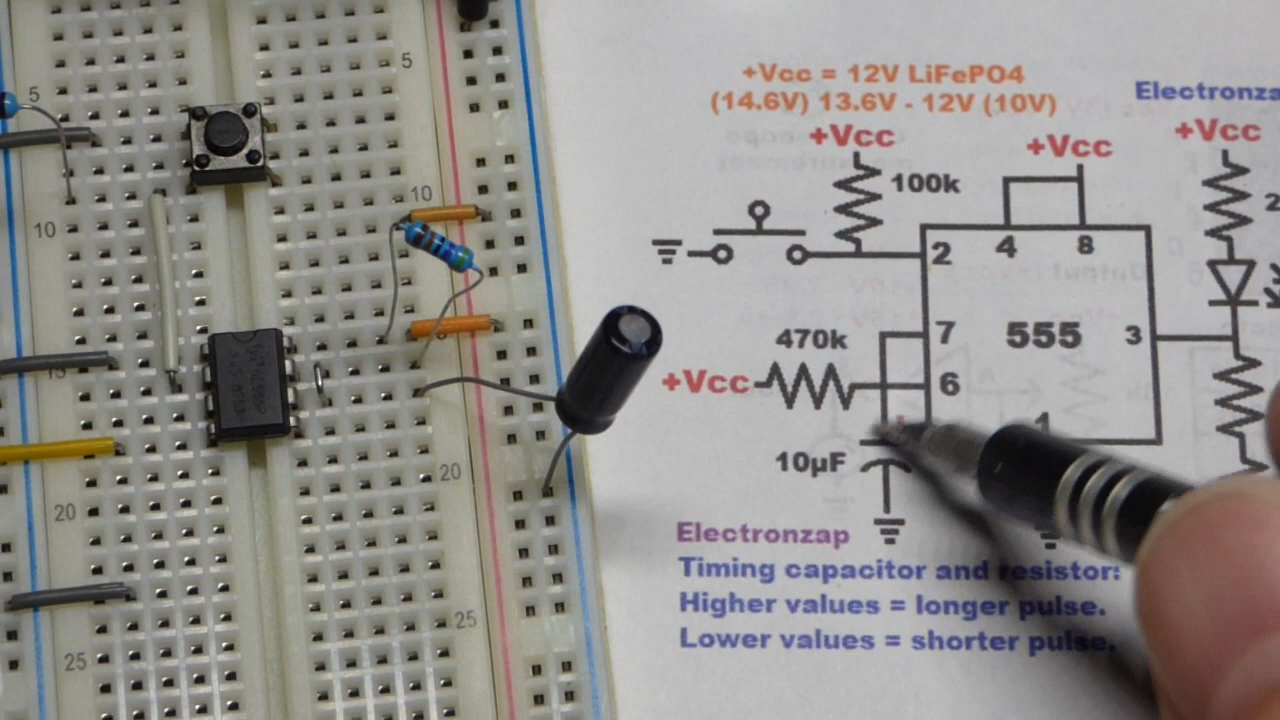 +Vcc = 12V LiFePO4
(14.6V) 13.6V - 12V (10V)
Electronza
+Vcc
+Vcc
+Vcc
100k
2
4
8
7
555
3
470k
+Vcc
6
1
10µF
Electronzap
Timing capacitor and resistor:
Higher values = longer pulse.
Lower values = shorter pulse.
5
5
10
10
15
20
20
25
25